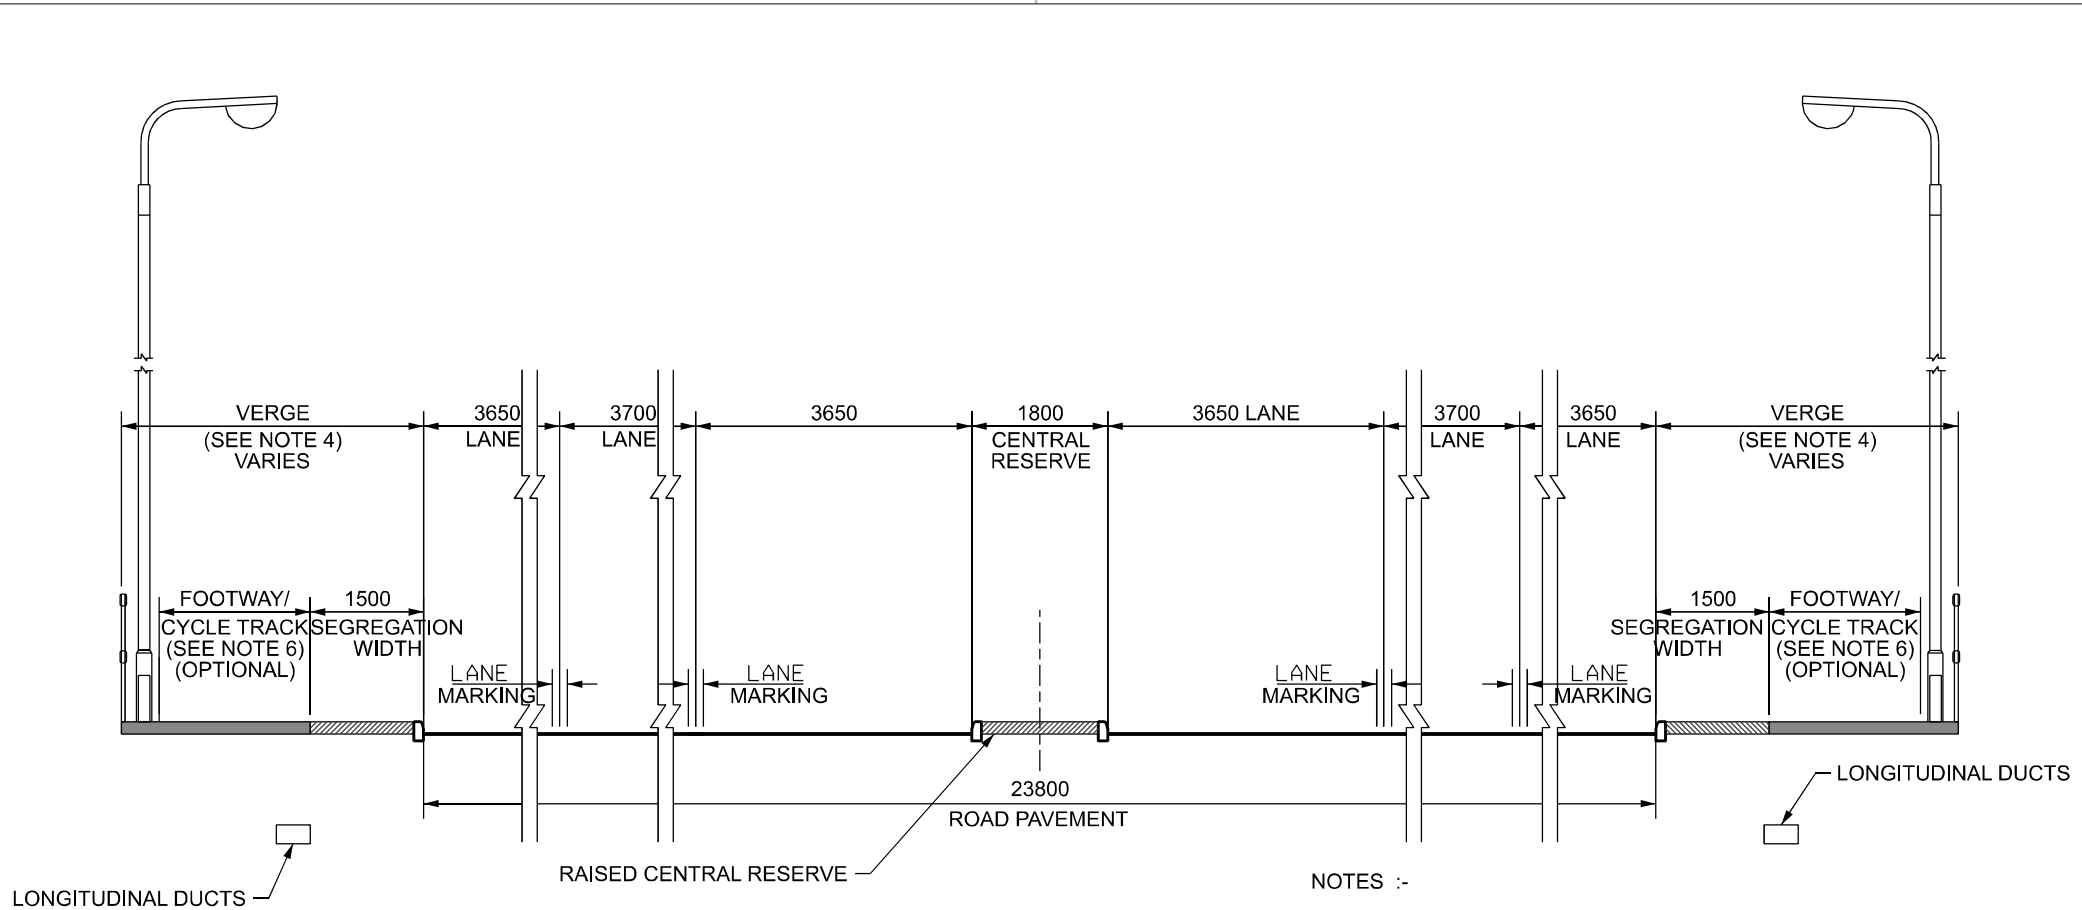 VERGE
(SEE NOTE 4)
VARIES
3650
LANE
3700
LANE
3650
1800
CENTRAL
RESERVE
3650 LANE
3700
LANE
3650
LANE
VERGE
(SEE NOTE 4)
VARIES
FOOTWAY/
CYCLE TRACK
(SEE NOTE 6)
(OPTIONAL)
1500
SEGREGATION
WIDTH
LANE
MARKING
LANE
MARKING
LANE
MARKING
LANE
MARKING
1500
SEGREGATION
WIDTH
FOOTWAY/
CYCLE TRACK
(SEE NOTE 6)
(OPTIONAL)
23800
ROAD PAVEMENT
LONGITUDINAL DUCTS
RAISED CENTRAL RESERVE
NOTES :-
LONGITUDINAL DUCTS